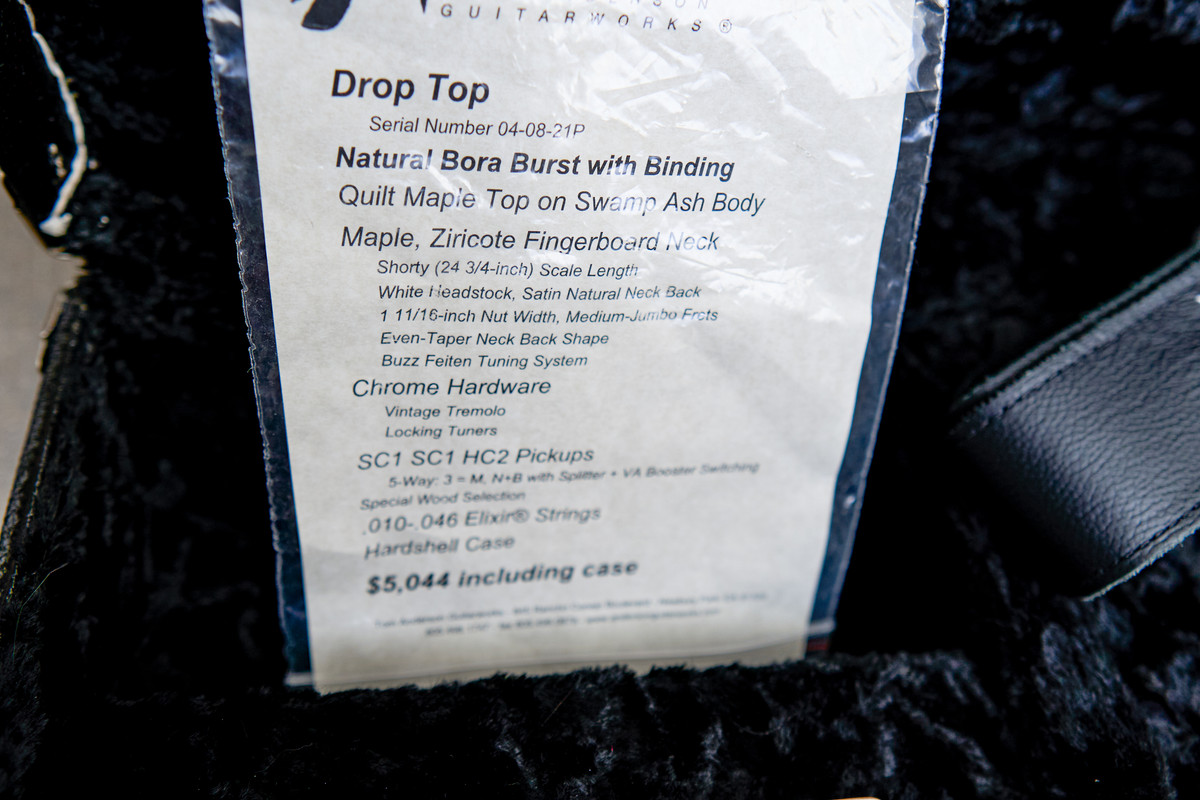 GUITARWORKS®
Drop Top
Serial Number 04-08-21P
Natural Bora Burst with Binding
Quilt Maple Top on Swamp Ash Body
Maple, Ziricote Fingerboard Neck
Shorty (24 3/4-inch) Scale Length
White Headstock, Satin Natural Neck Back
1 11/16-inch Nut Width, Medium-Jumbo Frets
Even-Taper Neck Back Shape
Buzz Feiten Tuning System
Chrome Hardware
Vintage Tremolo
Locking Tuners
SC1 SC1 HC2 Pickups
5-Way: 3 = M, N+B with Splitter + VA Booster Switching
Special Wood Selection
.010-.046 Elixir® Strings
Hardshell Case
$5,044 including case